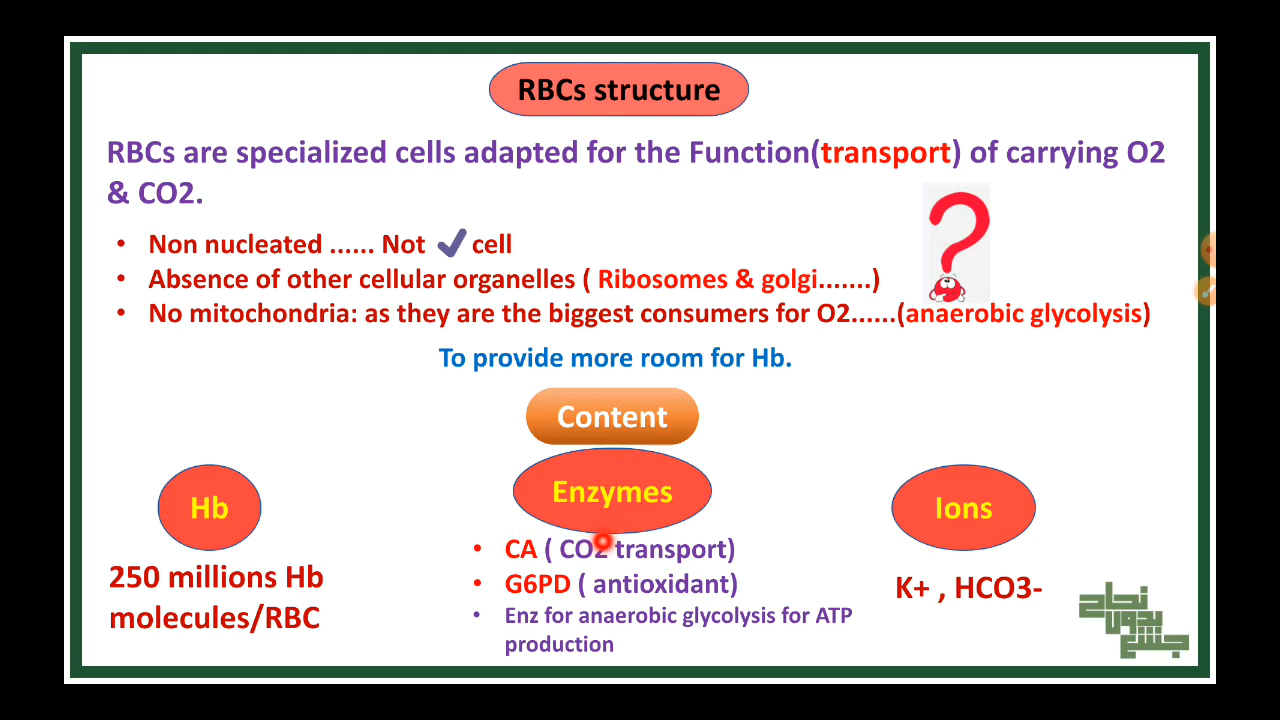 RBCs structure
RBCs are specialized cells adapted for the Function(transport) of carrying O2
& CO2.
• Non nucleated ...... Not ✔ cell
• Absence of other cellular organelles ( Ribosomes & golgi.......)
• No mitochondria: as they are the biggest consumers for O2......(anaerobic glycolysis)
To provide more room for Hb.
Content
Hb
Enzymes
Ions
250 millions Hb
molecules/RBC
• CA ( CO2 transport)
• G6PD ( antioxidant)
• Enz for anaerobic glycolysis for ATP
production
K+ , HCO3-
نجاح
بدون
جشع